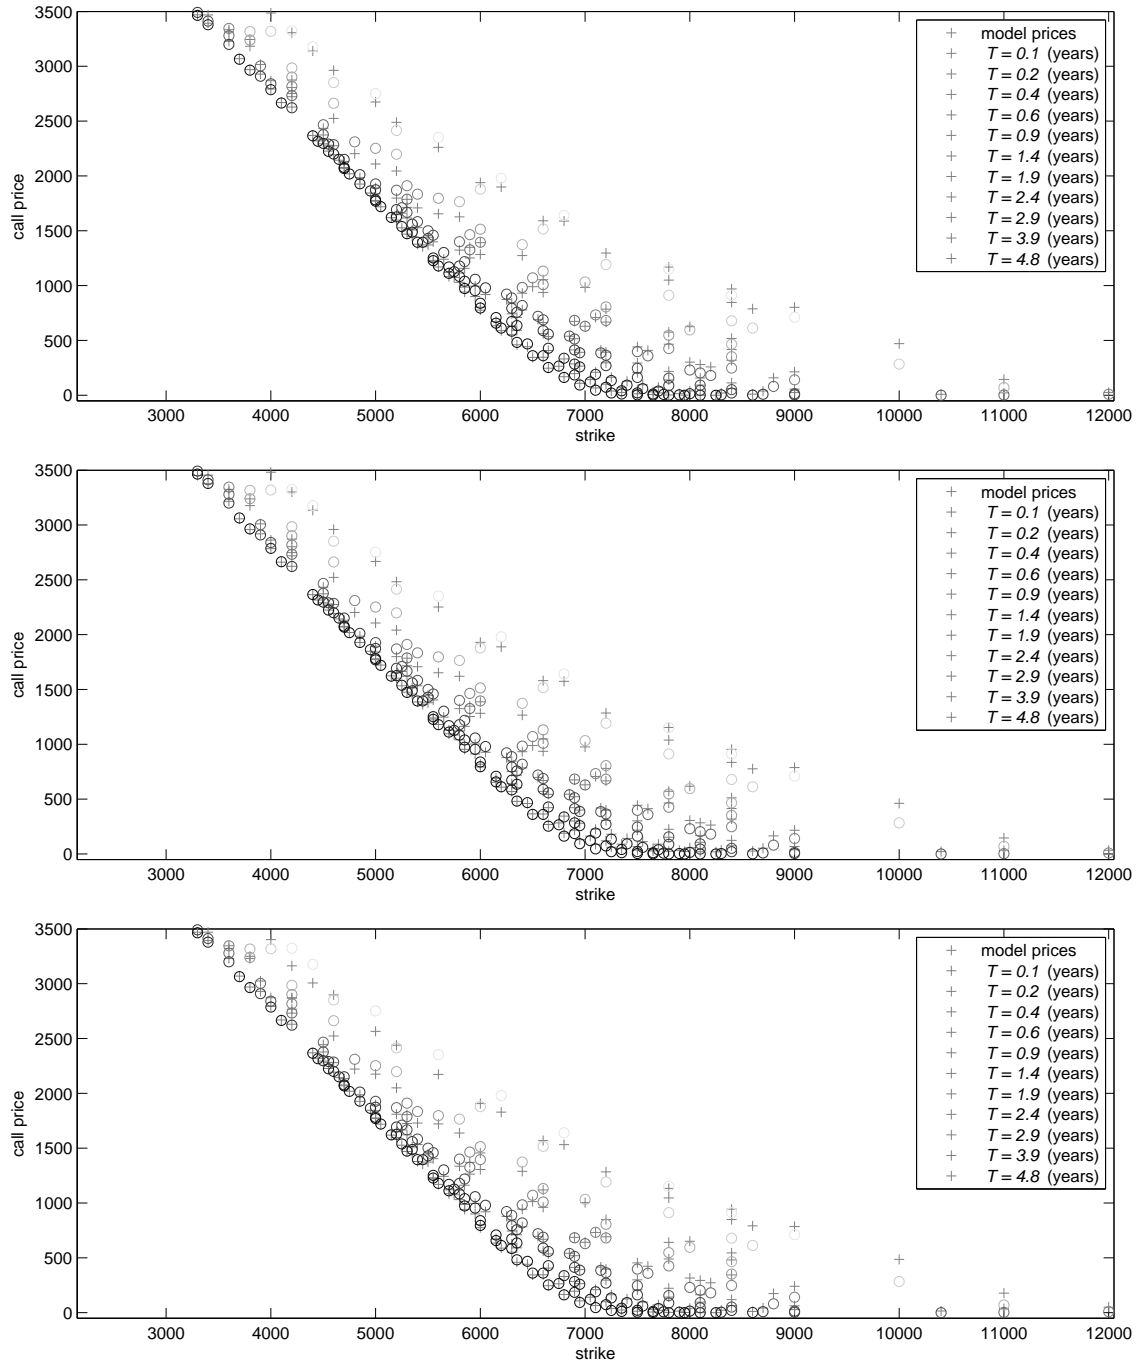 3500
3000
2500
2000
1500
1000
500
0
call price
3000 4000 5000 6000 7000 8000 9000 10000 11000 12000
strike
model prices
T = 0.1 (years)
T = 0.2 (years)
T = 0.4 (years)
T = 0.6 (years)
T = 0.9 (years)
T = 1.4 (years)
T = 1.9 (years)
T = 2.4 (years)
T = 2.9 (years)
T = 3.9 (years)
T = 4.8 (years)
3500
3000
2500
2000
1500
1000
500
0
call price
3000 4000 5000 6000 7000 8000 9000 10000 11000 12000
strike
model prices
T = 0.1 (years)
T = 0.2 (years)
T = 0.4 (years)
T = 0.6 (years)
T = 0.9 (years)
T = 1.4 (years)
T = 1.9 (years)
T = 2.4 (years)
T = 2.9 (years)
T = 3.9 (years)
T = 4.8 (years)
3500
3000
2500
2000
1500
1000
500
0
call price
3000 4000 5000 6000 7000 8000 9000 10000 11000 12000
strike
model prices
T = 0.1 (years)
T = 0.2 (years)
T = 0.4 (years)
T = 0.6 (years)
T = 0.9 (years)
T = 1.4 (years)
T = 1.9 (years)
T = 2.4 (years)
T = 2.9 (years)
T = 3.9 (years)
T = 4.8 (years)